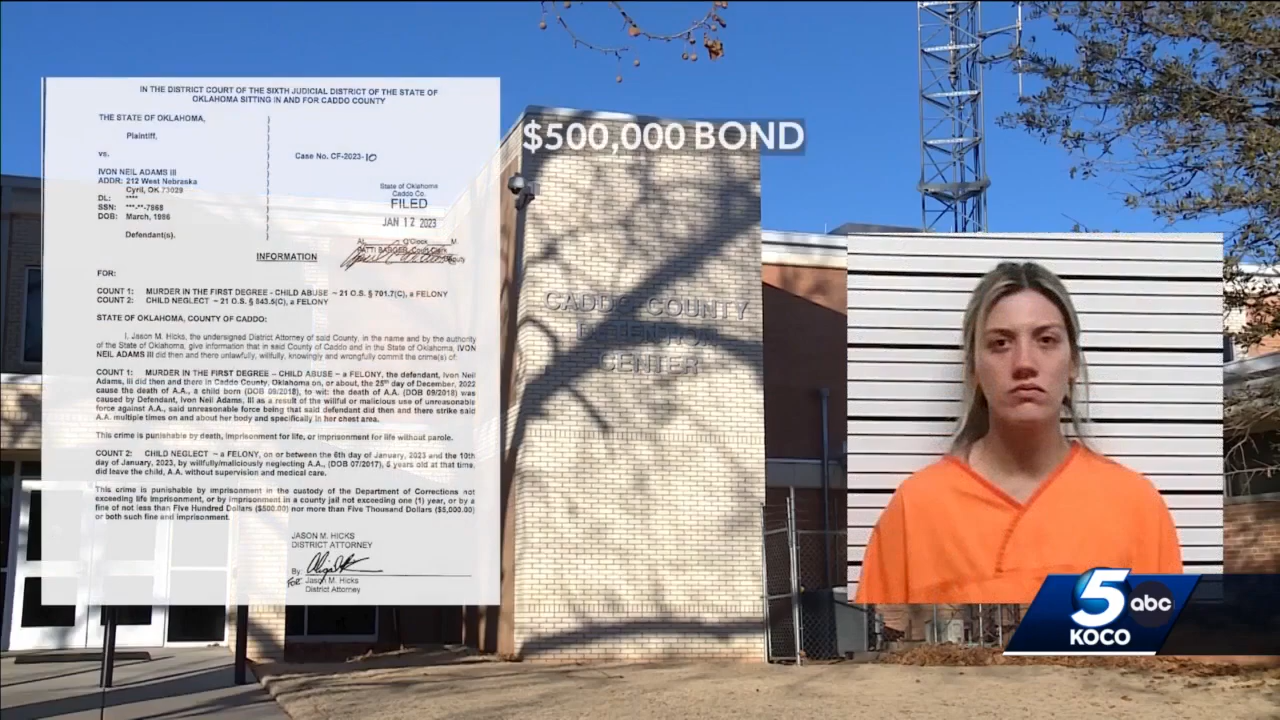 IN THE DISTRICT COURT OF THE SIXTH JUDICIAL DISTRICT OF THE STATE OF
OKLAHOMA SITTING IN AND FOR CADDO COUNTY
THE STATE OF OKLAHOMA,
Plaintiff,
vs.
Case No. CF-2023-10
IVON NEIL ADAMS III
ADDR: 212 West Nebraska
Cyril, OK 73029
DL: ****
SSN: ***-**-7868
DOB: March, 1986
Defendant(s).
State of Oklahoma
Caddo Co.
FILED
JAN 12 2023
At O'Clock M.
PATTI BARGER, Court Clerk
INFORMATION
FOR:
COUNT 1: MURDER IN THE FIRST DEGREE - CHILD ABUSE ~ 21 O.S. § 701.7(C), a FELONY
COUNT 2: CHILD NEGLECT ~ 21 O.S. § 843.5(C), a FELONY
STATE OF OKLAHOMA, COUNTY OF CADDO:
I, Jason M. Hicks, the undersigned District Attorney of said County, in the name and by the authority
of the State of Oklahoma, give information that in said County of Caddo and in the State of Oklahoma, IVON
NEIL ADAMS III did then and there unlawfully, willfully, knowingly and wrongfully commit the crime(s) of:
COUNT 1: MURDER IN THE FIRST DEGREE - CHILD ABUSE ~ a FELONY, the defendant, Ivon Neil
Adams, III did then and there in Caddo County, Oklahoma on, or about, the 25th day of December, 2022
cause the death of A.A., a child born (DOB 09/2018), to wit: the death of A.A. (DOB 09/2018) was
caused by Defendant, Ivon Neil Adams, III as a result of the willful or malicious use of unreasonable
force against A.A., said unreasonable force being that said defendant did then and there strike said
A.A. multiple times on and about her body and specifically in her chest area.
This crime is punishable by death, imprisonment for life, or imprisonment for life without parole.
COUNT 2: CHILD NEGLECT ~ a FELONY, on or between the 6th day of January, 2023 and the 10th
day of January, 2023, by willfully/maliciously neglecting A.A., (DOB 07/2017), 5 years old at that time,
did leave the child, A.A. without supervision and medical care.
This crime is punishable by imprisonment in the custody of the Department of Corrections not
exceeding life imprisonment, or by imprisonment in a county jail not exceeding one (1) year, or by a
fine of not less than Five Hundred Dollars ($500.00) nor more than Five Thousand Dollars ($5,000.00)
or both such fine and imprisonment.
JASON M. HICKS
DISTRICT ATTORNEY
By:
For: Jason M. Hicks
District Attorney
$500,000 BOND
CADDO COUNTY
DETENTION
CENTER
5 abc
KOCO